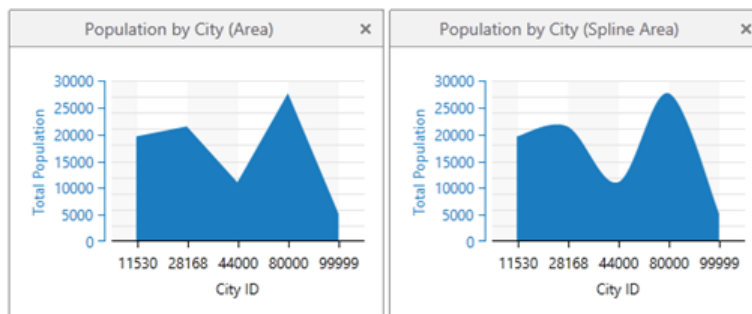 Population by City (Area) ×
30000
25000
20000
15000
10000
5000
0
Total Population
11530 28168 44000 80000 99999
City ID
Population by City (Spline Area) ×
30000
25000
20000
15000
10000
5000
0
Total Population
11530 28168 44000 80000 99999
City ID